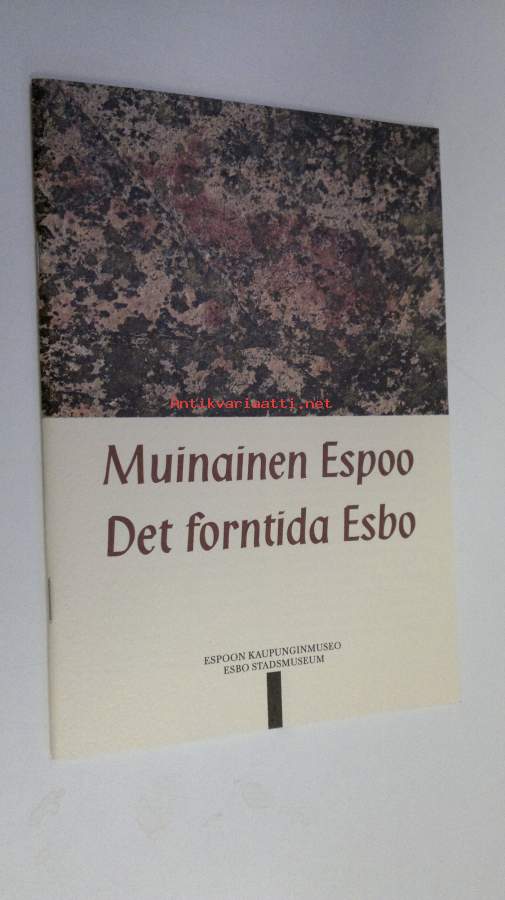 Antikvariaatti.net
Muinainen Espoo
Det forntida Esbo
ESPOON KAUPUNGINMUSEO
ESBO STADSMUSEUM